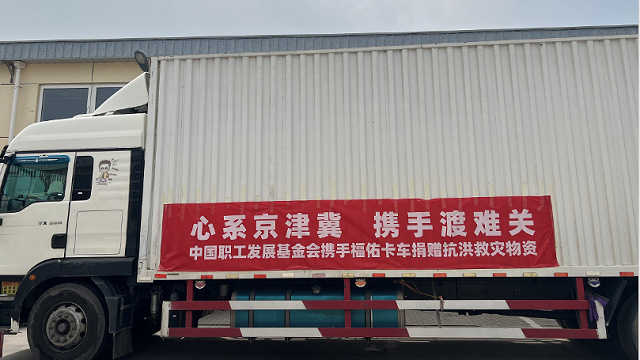 心系京津冀 携手渡难关
中国职工发展基金会携手福佑卡车捐赠抗洪救灾物资